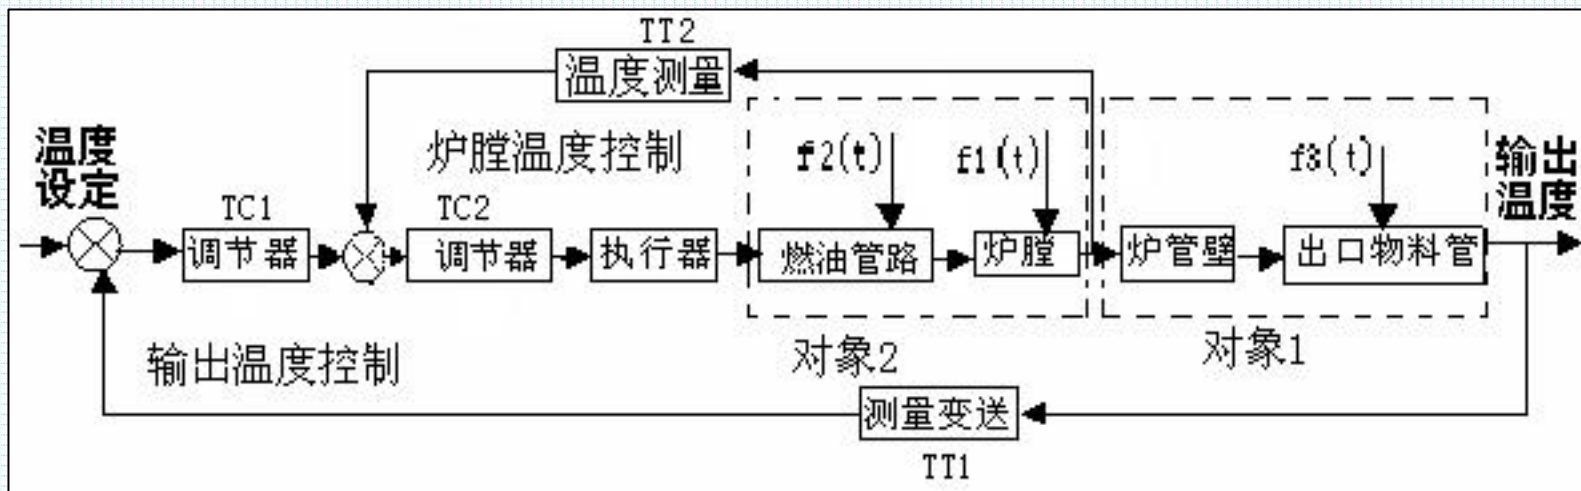 TT2
温度测量
温度
设定
炉膛温度控制
f2(t)
f1(t)
f3(t)
输出
温度
TC1
TC2
调节器
调节器
执行器
燃油管路
炉膛
炉管壁
出口物料管
输出温度控制
对象2
对象1
测量变送
TT1